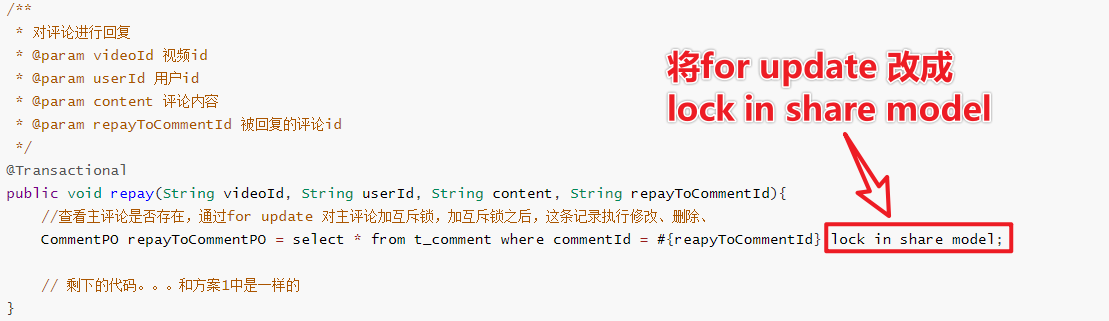 /**
* 对评论进行回复
* @param videoId 视频id
* @param userId 用户id
* @param content 评论内容
* @param repayToCommentId 被回复的评论id
*/
@Transactional
public void repay(String videoId, String userId, String content, String repayToCommentId){
//查看主评论是否存在，通过for update 对主评论加互斥锁，加互斥锁之后，这条记录执行修改、删除、
CommentPO repayToCommentPO = select * from t_comment where commentId = #{reapyToCommentId} lock in share model;
// 剩下的代码。。。和方案1中是一样的
}
将for update 改成
lock in share model